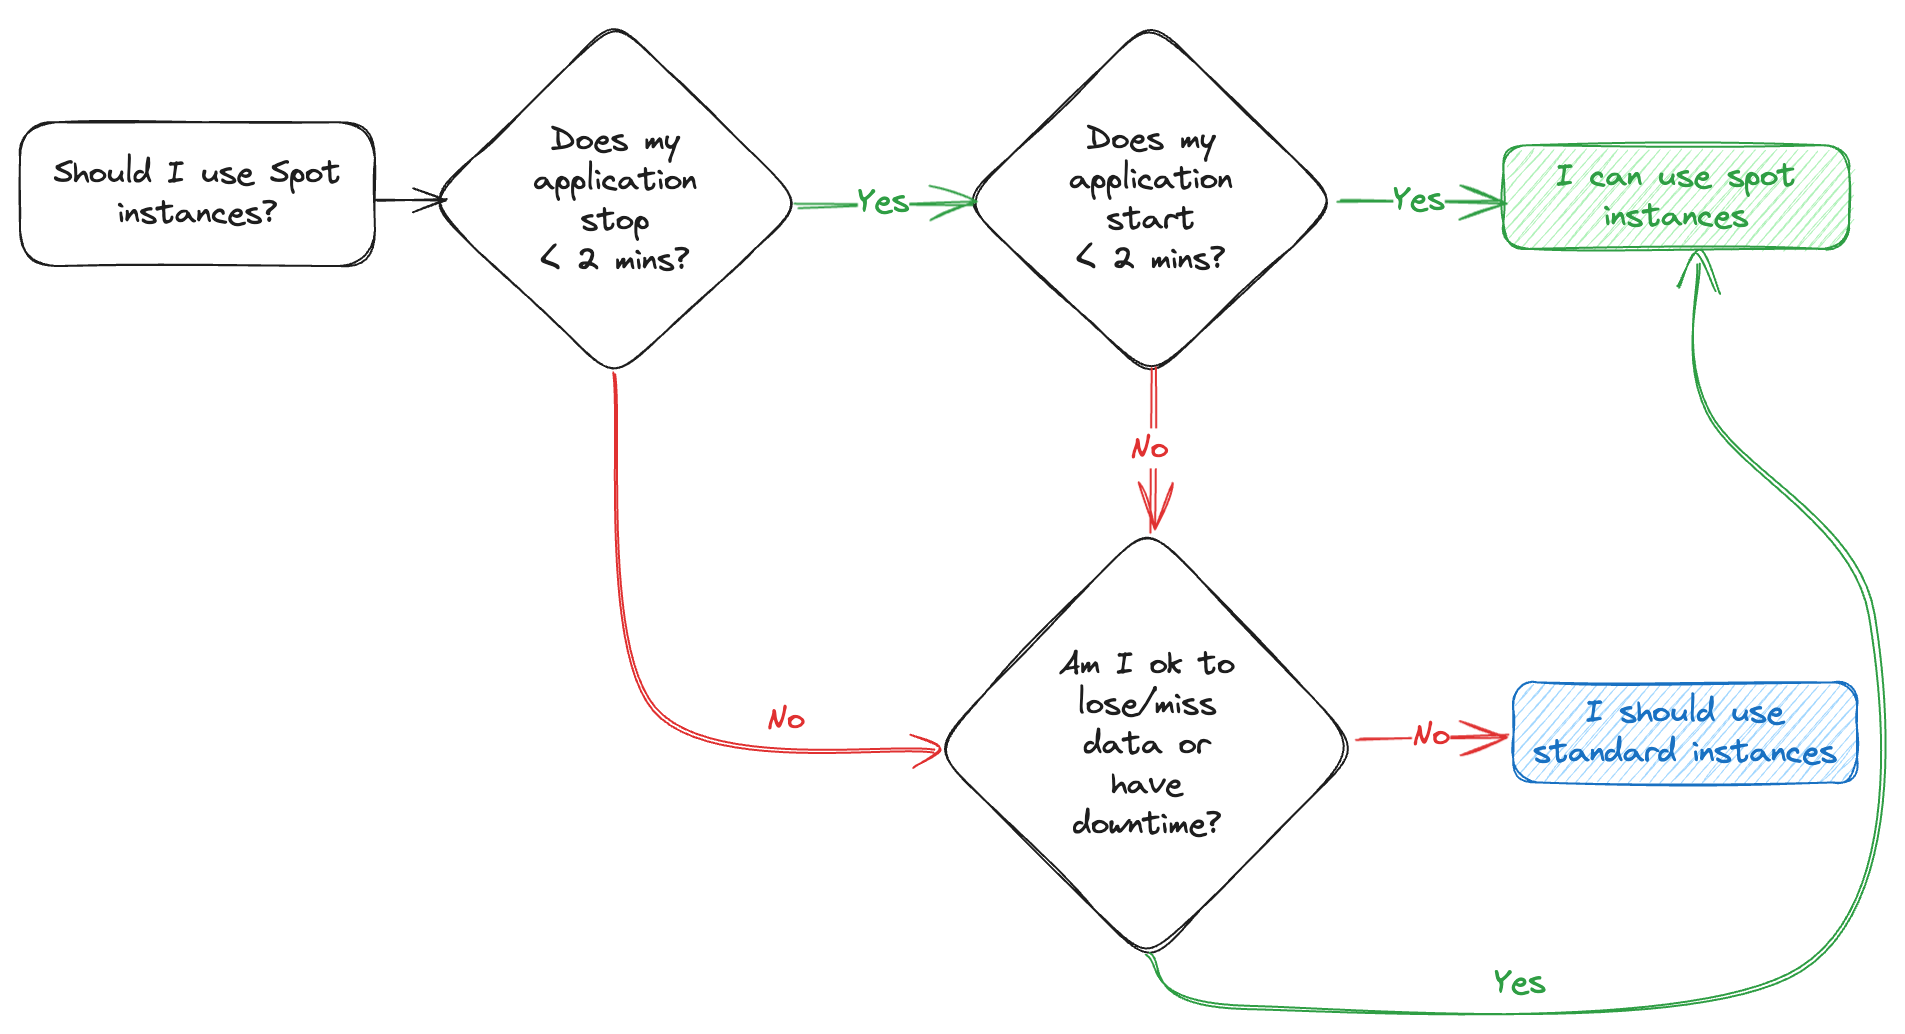 Should I use Spot
instances?
Does my
application
stop
< 2 mins?
Yes
Does my
application
start
< 2 mins?
Yes
I can use spot
instances
No
No
Am I ok to
lose/miss
data or
have
downtime?
No
I should use
standard instances
Yes